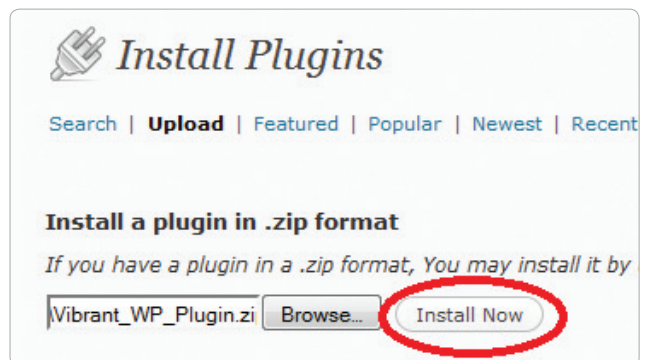 Install Plugins
Search | Upload | Featured | Popular | Newest | Recent
Install a plugin in .zip format
If you have a plugin in a .zip format, You may install it by
\Vibrant_WP_Plugin.zi Browse... Install Now